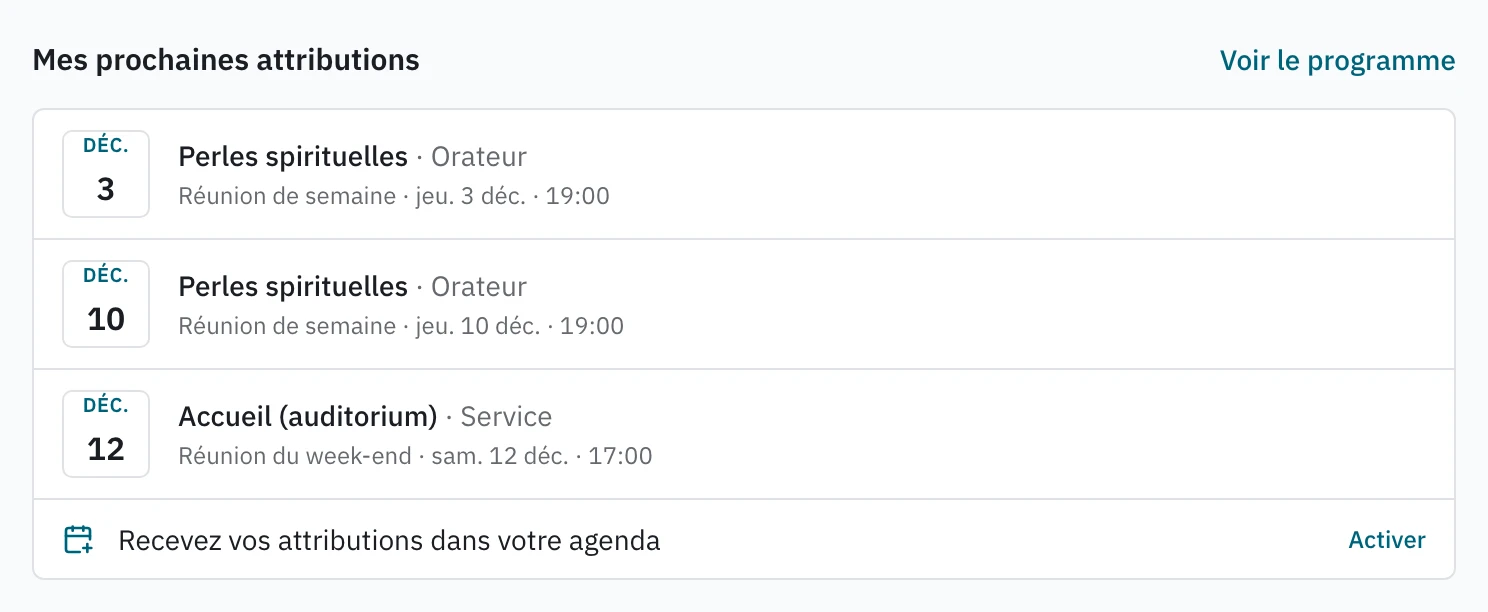 Mes prochaines attributions
Voir le programme
DÉC.
3
Perles spirituelles · Orateur
Réunion de semaine · jeu. 3 déc. · 19:00
DÉC.
10
Perles spirituelles · Orateur
Réunion de semaine · jeu. 10 déc. · 19:00
DÉC.
12
Accueil (auditorium) · Service
Réunion du week-end · sam. 12 déc. · 17:00
Recevez vos attributions dans votre agenda
Activer